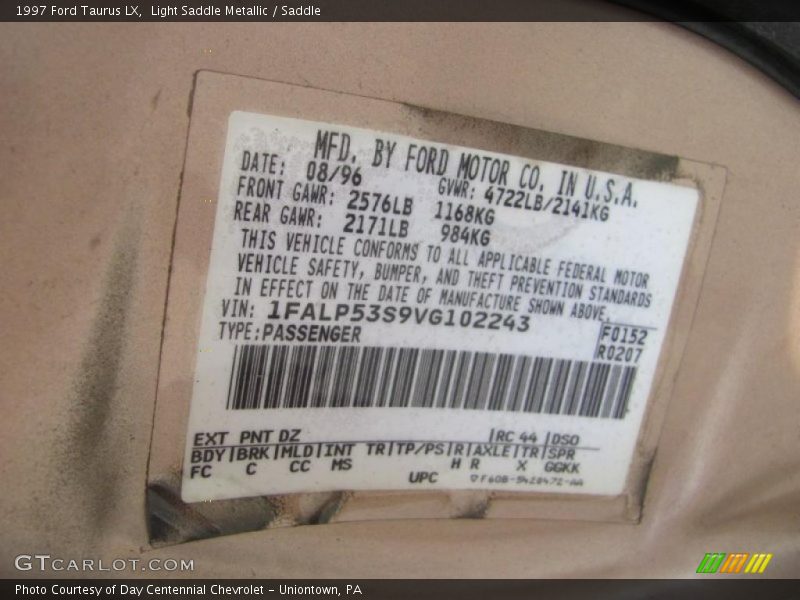 1997 Ford Taurus LX,  Light Saddle Metallic / Saddle
MFD. BY FORD MOTOR CO. IN U.S.A.
DATE: 08/96 GVWR: 4722LB/2141KG
FRONT GAWR: 2576LB 1168KG
REAR GAWR: 2171LB 984KG
THIS VEHICLE CONFORMS TO ALL APPLICABLE FEDERAL MOTOR
VEHICLE SAFETY, BUMPER, AND THEFT PREVENTION STANDARDS
IN EFFECT ON THE DATE OF MANUFACTURE SHOWN ABOVE.
VIN: 1FALP53S9VG102243
TYPE:PASSENGER
F0152
R0207
EXT PNT DZ RC 44 DSO
BDY BRK MLD INT TR TP/PS R AXLE TR SPR
FC C CC MS H R X GGKK
UPC
GTCARLOT.COM
Photo Courtesy of Day Centennial Chevrolet – Uniontown, PA